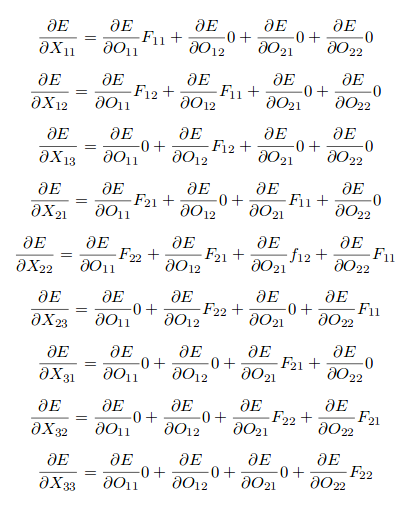 ∂E/∂X₁₁ = ∂E/∂O₁₁ F₁₁ + ∂E/∂O₁₂ 0 + ∂E/∂O₂₁ 0 + ∂E/∂O₂₂ 0
∂E/∂X₁₂ = ∂E/∂O₁₁ F₁₂ + ∂E/∂O₁₂ F₁₁ + ∂E/∂O₂₁ 0 + ∂E/∂O₂₂ 0
∂E/∂X₁₃ = ∂E/∂O₁₁ 0 + ∂E/∂O₁₂ F₁₂ + ∂E/∂O₂₁ 0 + ∂E/∂O₂₂ 0
∂E/∂X₂₁ = ∂E/∂O₁₁ F₂₁ + ∂E/∂O₁₂ 0 + ∂E/∂O₂₁ F₁₁ + ∂E/∂O₂₂ 0
∂E/∂X₂₂ = ∂E/∂O₁₁ F₂₂ + ∂E/∂O₁₂ F₂₁ + ∂E/∂O₂₁ f₁₂ + ∂E/∂O₂₂ F₁₁
∂E/∂X₂₃ = ∂E/∂O₁₁ 0 + ∂E/∂O₁₂ F₂₂ + ∂E/∂O₂₁ 0 + ∂E/∂O₂₂ F₁₁
∂E/∂X₃₁ = ∂E/∂O₁₁ 0 + ∂E/∂O₁₂ 0 + ∂E/∂O₂₁ F₂₁ + ∂E/∂O₂₂ 0
∂E/∂X₃₂ = ∂E/∂O₁₁ 0 + ∂E/∂O₁₂ 0 + ∂E/∂O₂₁ F₂₂ + ∂E/∂O₂₂ F₂₁
∂E/∂X₃₃ = ∂E/∂O₁₁ 0 + ∂E/∂O₁₂ 0 + ∂E/∂O₂₁ 0 + ∂E/∂O₂₂ F₂₂